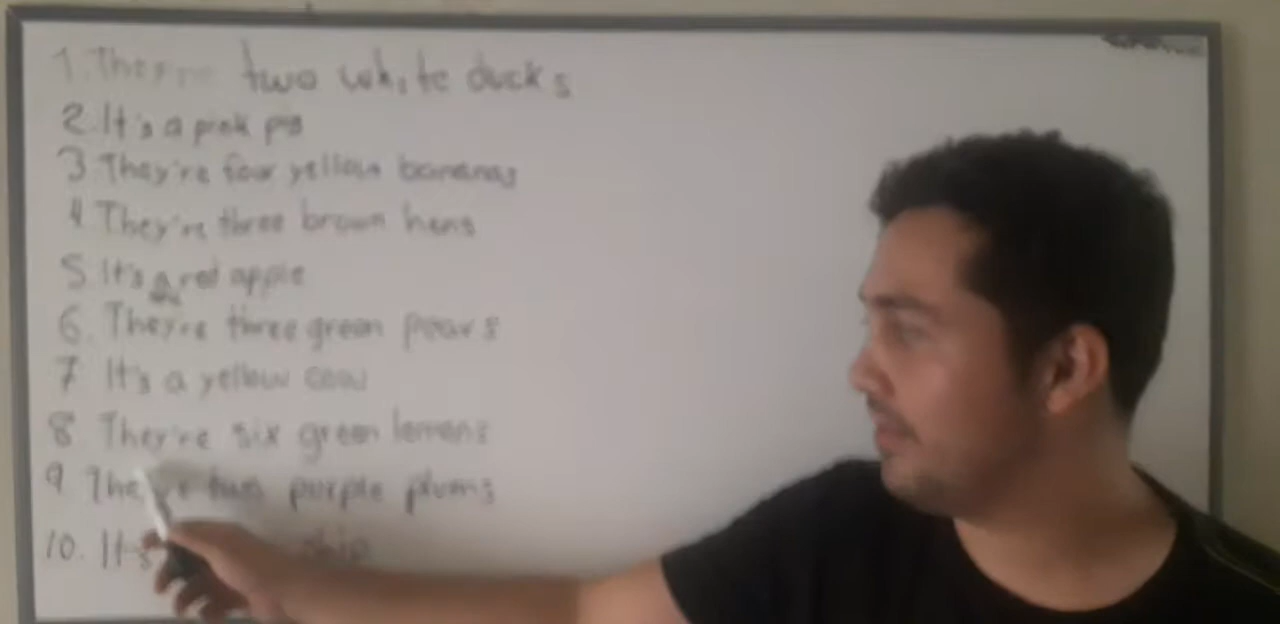 1. They're two white ducks
2. It's a pink pig
3 They're four yellow bananas
4 They're three brown hens
5. It's a red apple
6. They're three green pears
7 It's a yellow cow
8 They're six green lemons
9 They're two purple plums
10. It's